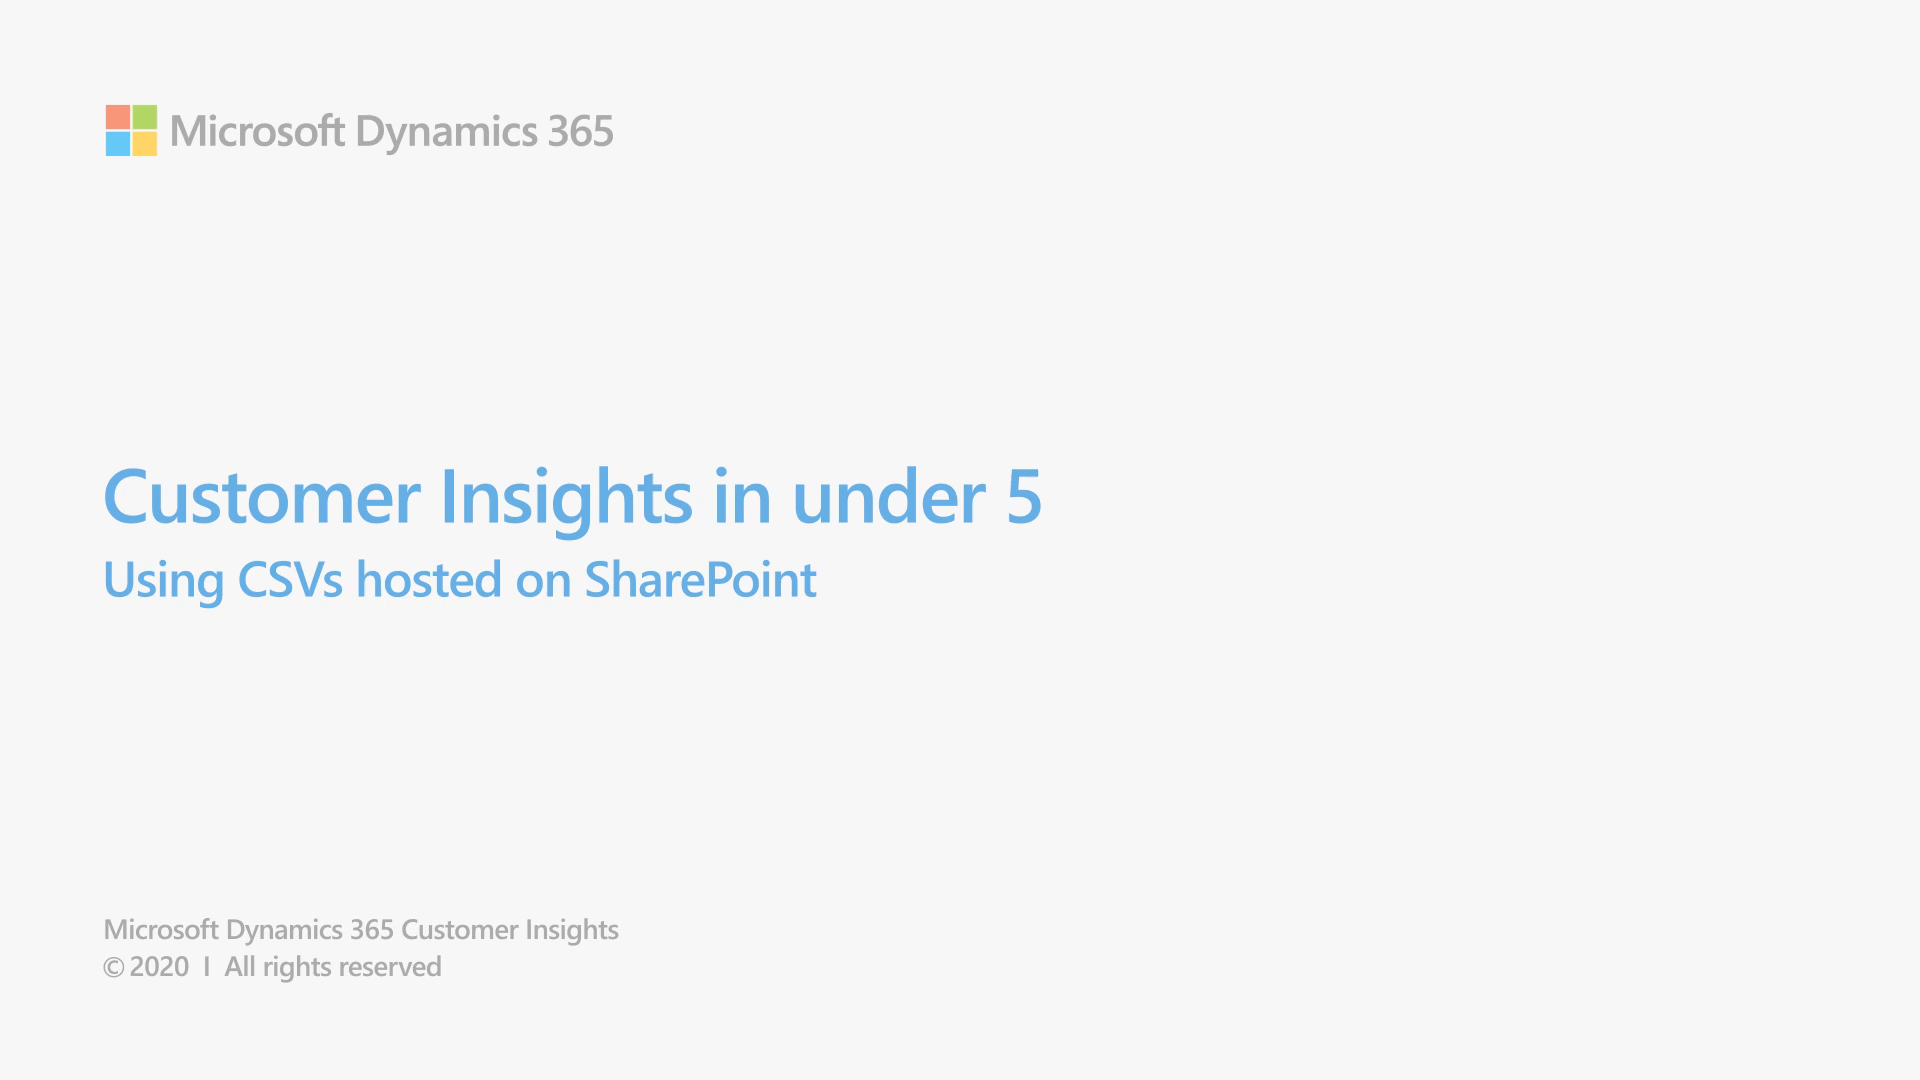 Microsoft Dynamics 365
Customer Insights in under 5
Using CSVs hosted on SharePoint
Microsoft Dynamics 365 Customer Insights
© 2020 I All rights reserved